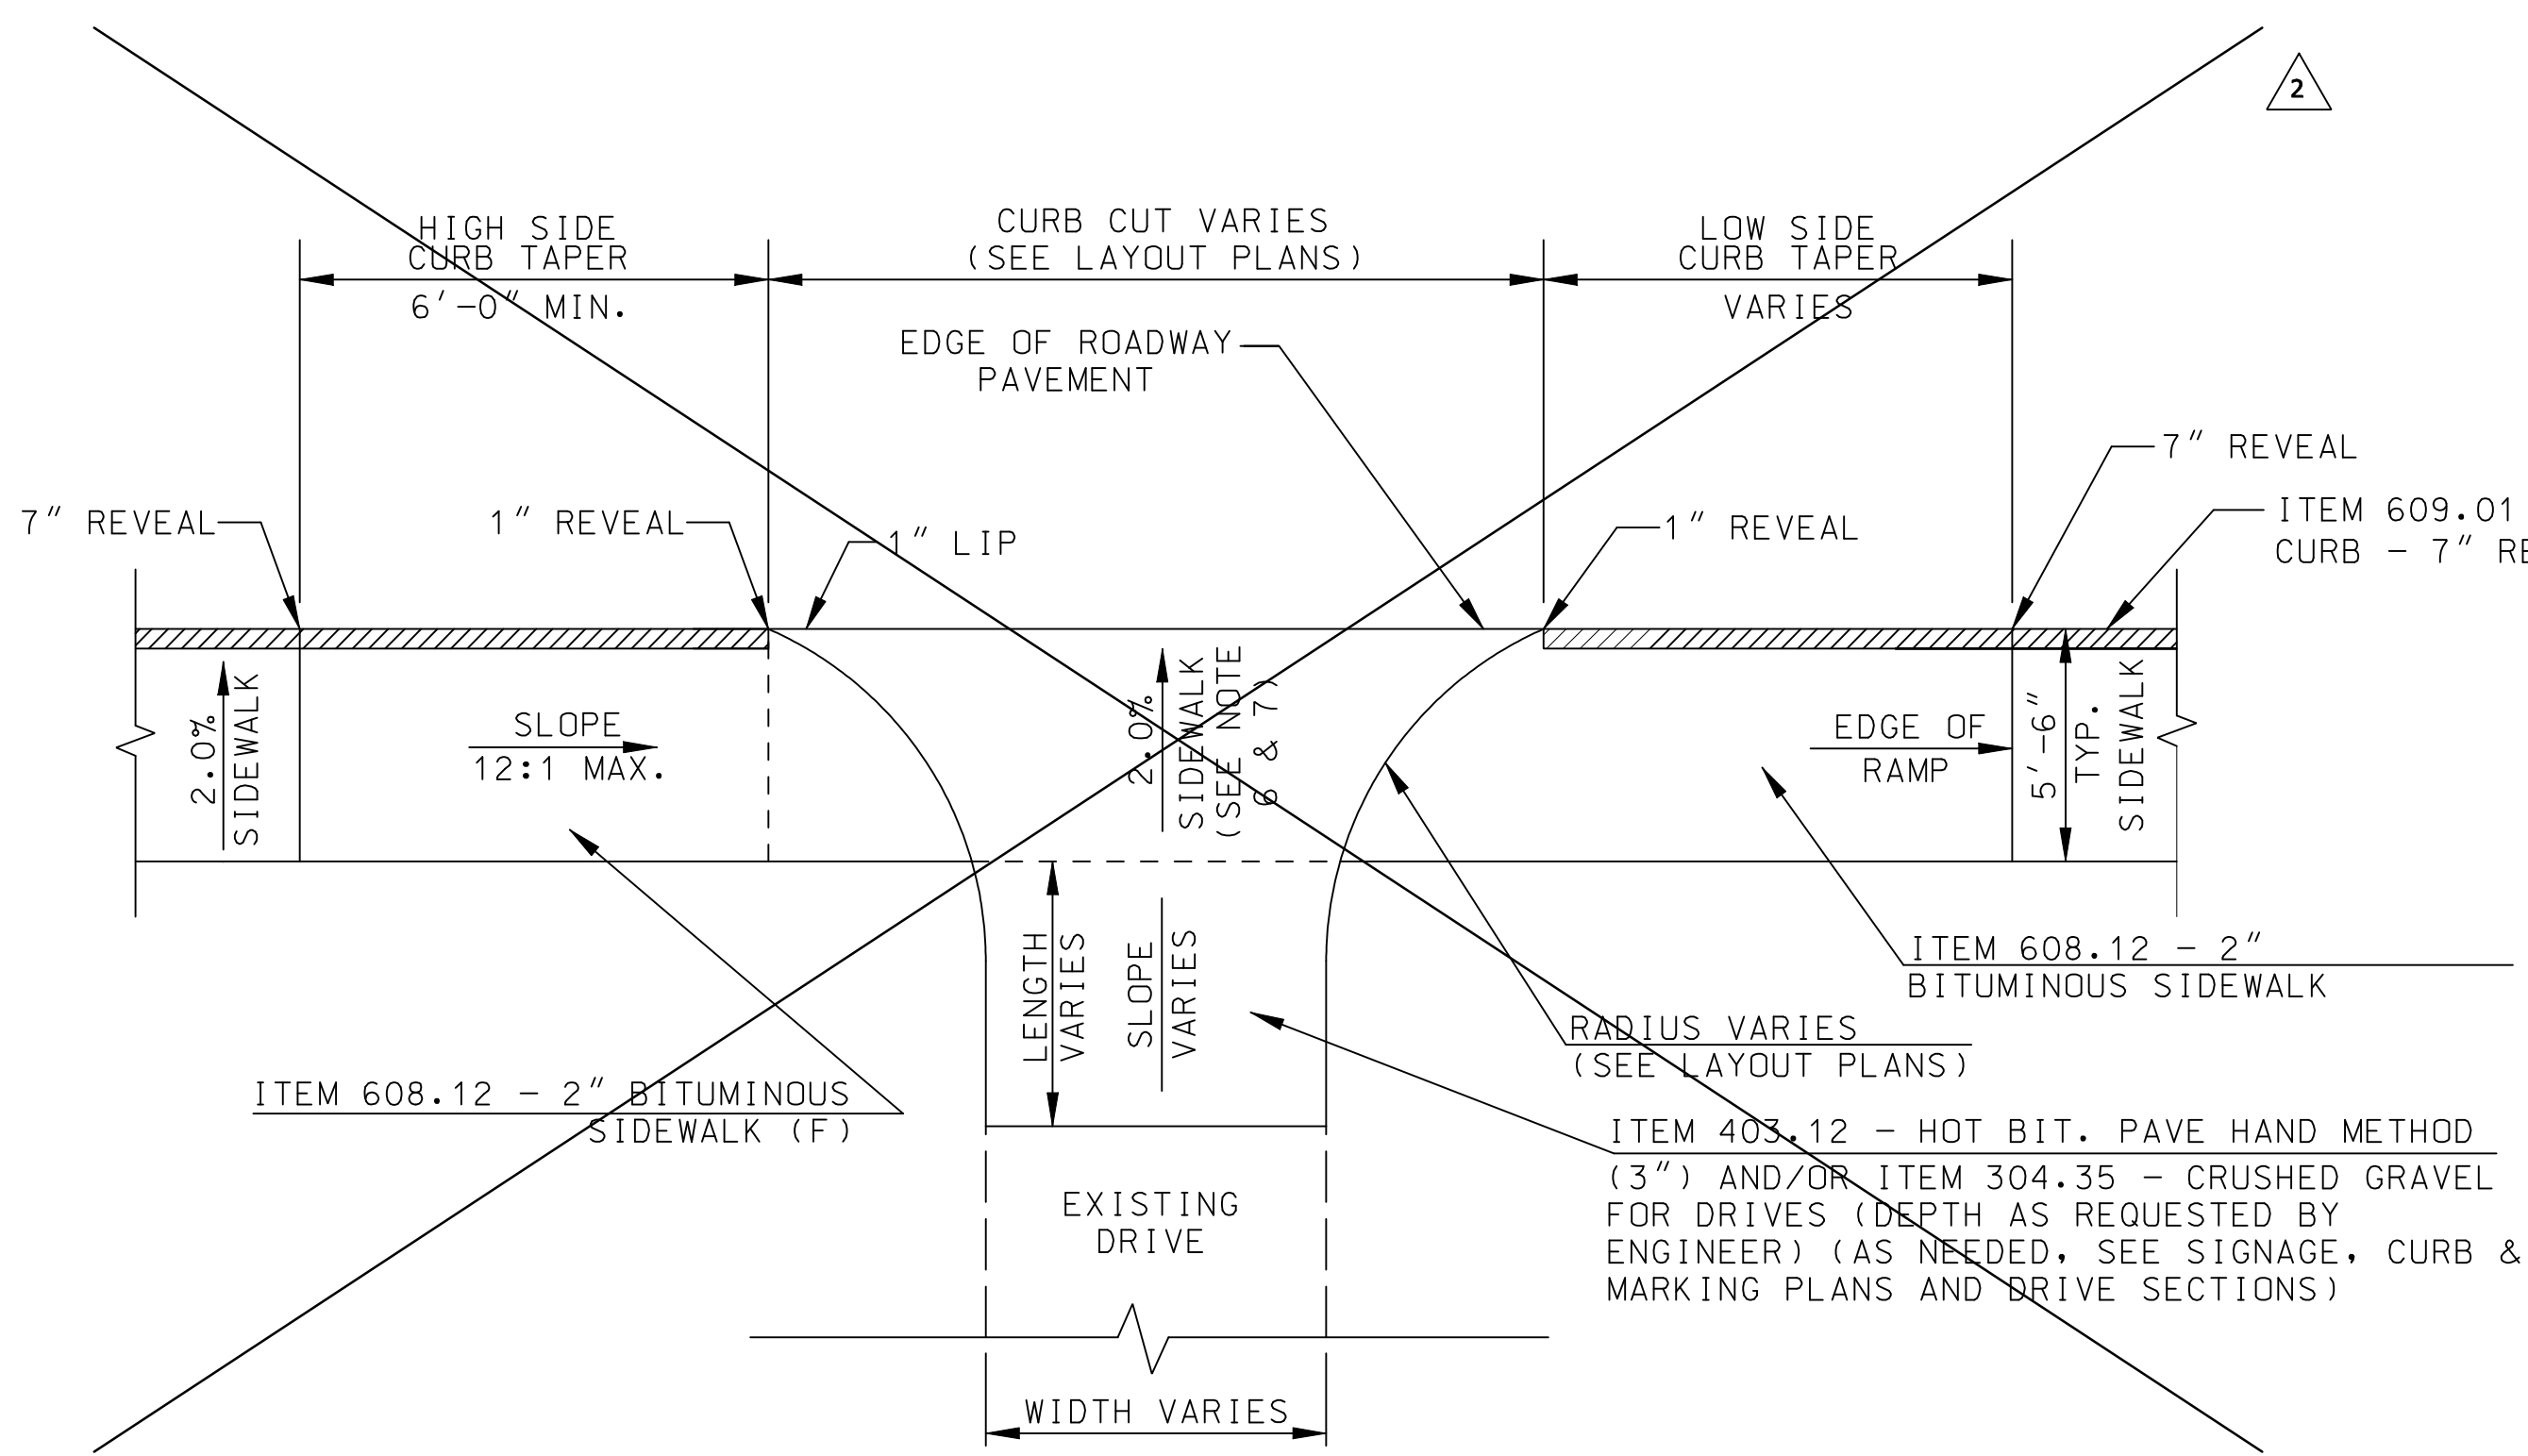 2
HIGH SIDE
CURB TAPER
6'-0" MIN.
CURB CUT VARIES
(SEE LAYOUT PLANS)
LOW SIDE
CURB TAPER
VARIES
EDGE OF ROADWAY
PAVEMENT
7" REVEAL
1" REVEAL
1" LIP
1" REVEAL
7" REVEAL
ITEM 609.01
CURB - 7"
2.0%
SIDEWALK
SLOPE
12:1 MAX.
2.0%
SIDEWALK
(SEE NOTE
6 & 7)
EDGE OF
RAMP
5'-6"
TYP.
SIDEWALK
LENGTH
VARIES
SLOPE
VARIES
ITEM 608.12 - 2"
BITUMINOUS SIDEWALK
RADIUS VARIES
(SEE LAYOUT PLANS)
ITEM 608.12 - 2" BITUMINOUS
SIDEWALK (F)
ITEM 403.12 - HOT BIT. PAVE HAND METHOD
(3") AND/OR ITEM 304.35 - CRUSHED GRAVEL
FOR DRIVES (DEPTH AS REQUESTED BY
ENGINEER) (AS NEEDED, SEE SIGNAGE, CURB &
MARKING PLANS AND DRIVE SECTIONS)
EXISTING
DRIVE
WIDTH VARIES